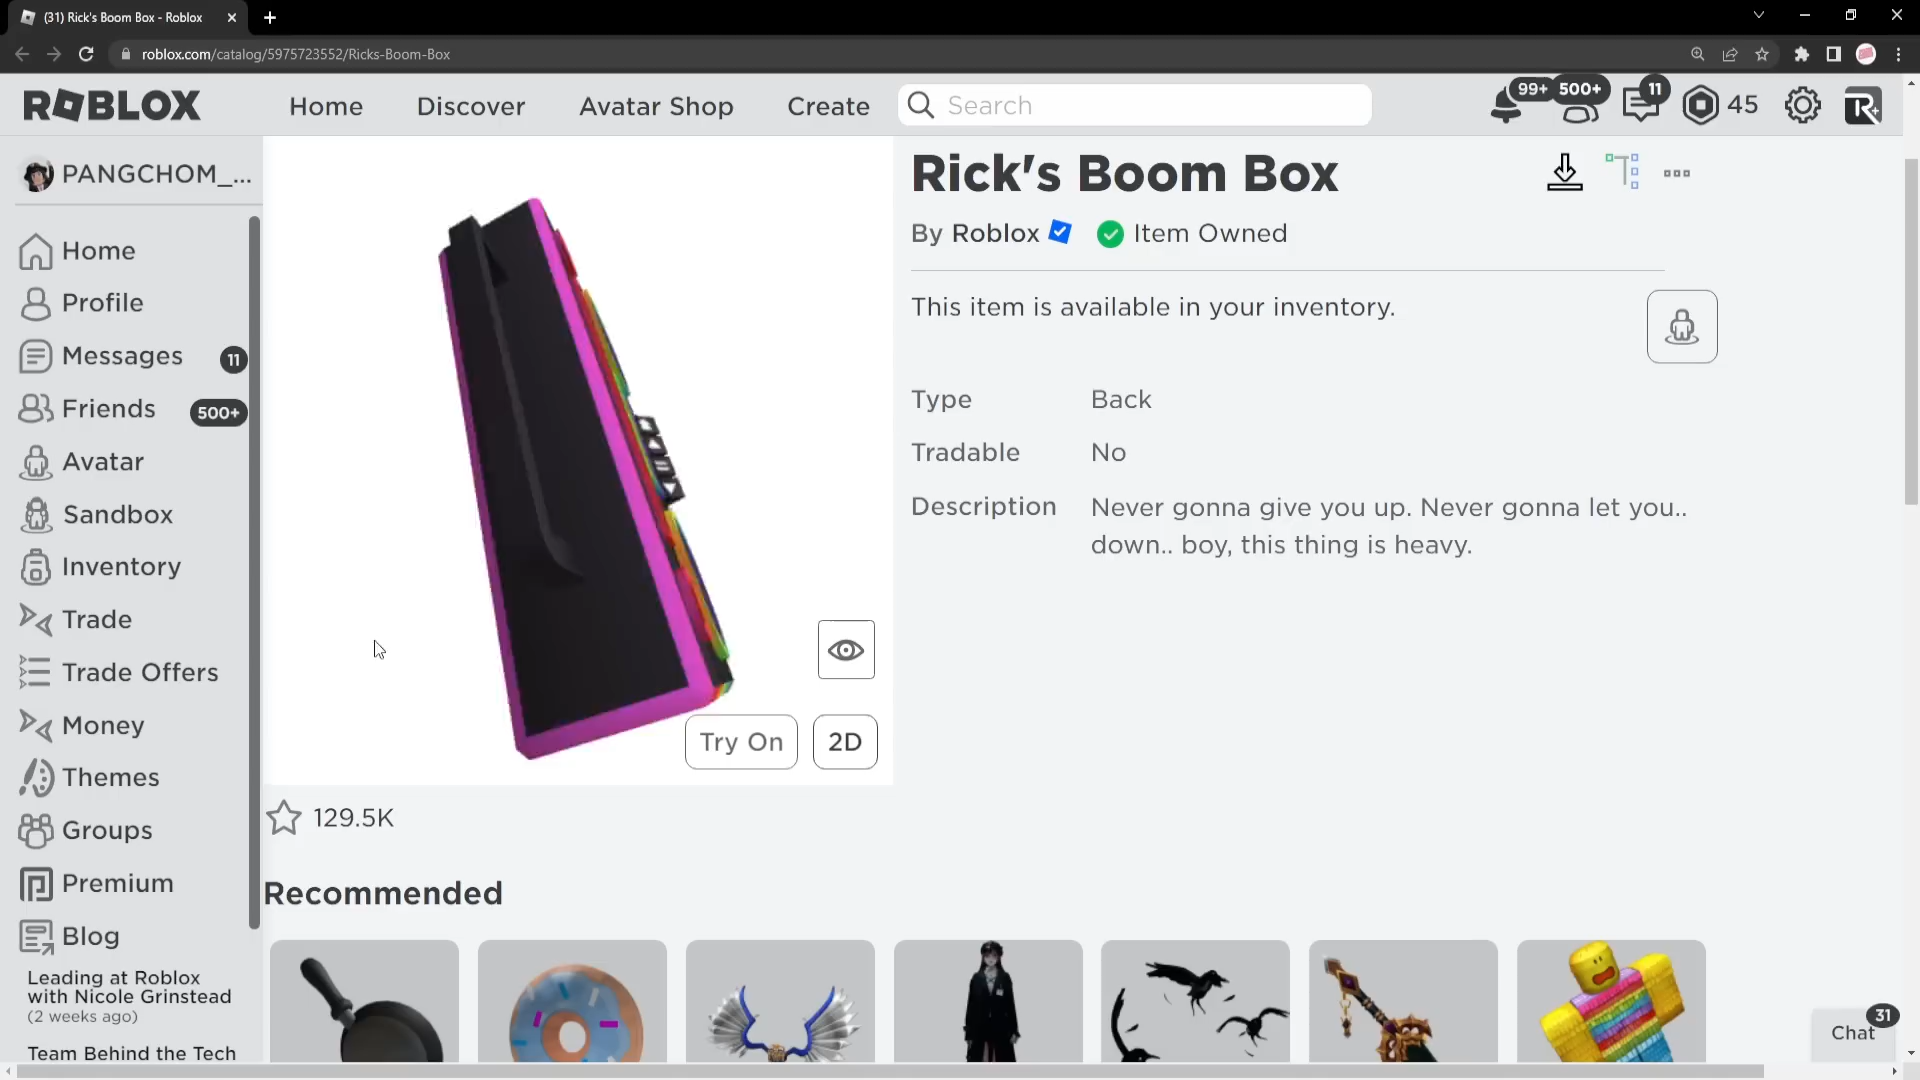 (31) Rick's Boom Box - Roblox
roblox.com/catalog/5975723552/Ricks-Boom-Box
ROBLOX
Home
Discover
Avatar Shop
Create
Search
99+
500+
11
45
PANGCHOM_...
Home
Profile
Messages
11
Friends
500+
Avatar
Sandbox
Inventory
Trade
Trade Offers
Money
Themes
Groups
Premium
Blog
Leading at Roblox
with Nicole Grinstead
(2 weeks ago)
Team Behind the Tech
Try On
2D
129.5K
Rick's Boom Box
By Roblox
Item Owned
This item is available in your inventory.
Type
Back
Tradable
No
Description
Never gonna give you up. Never gonna let you..
down.. boy, this thing is heavy.
Recommended
Chat
31